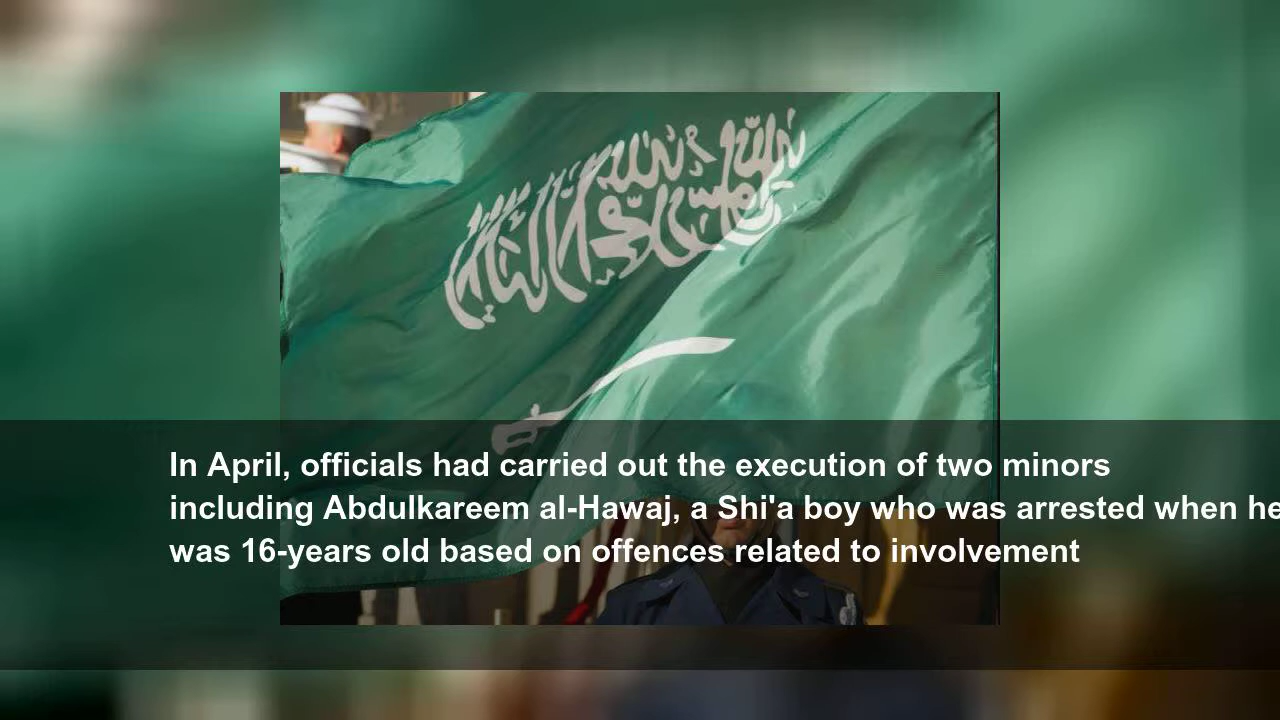 لا إله إلا الله محمد رسول الله
In April, officials had carried out the execution of two minors
including Abdulkareem al-Hawaj, a Shi'a boy who was arrested when he
was 16-years old based on offences related to involvement